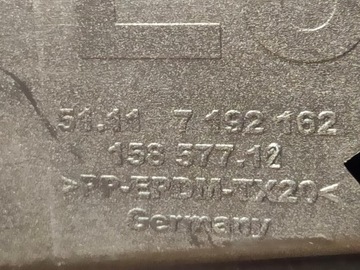 51.11 7 192 162
158 577-12
>PP-EPDM-TX20<
Germany